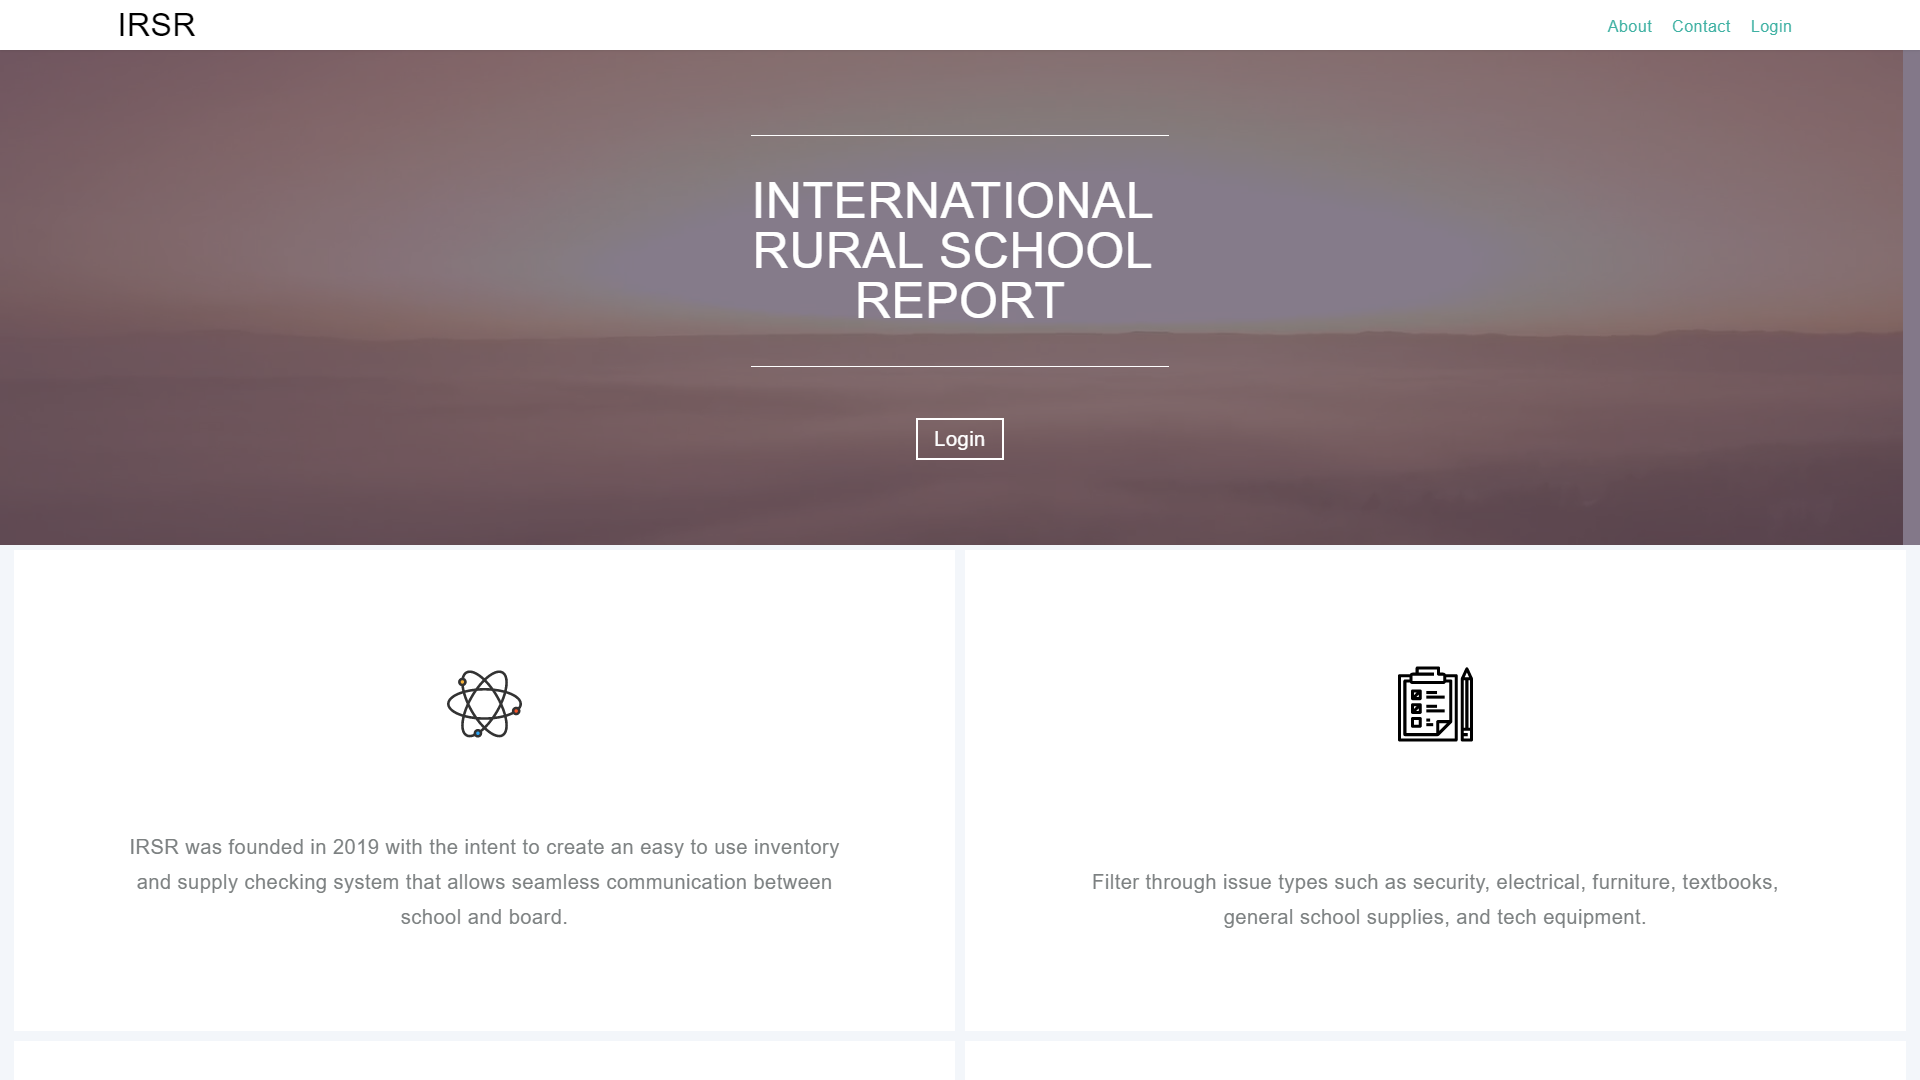 IRSR
About Contact Login
INTERNATIONAL
RURAL SCHOOL
REPORT
Login
IRSR was founded in 2019 with the intent to create an easy to use inventory
and supply checking system that allows seamless communication between
school and board.
Filter through issue types such as security, electrical, furniture, textbooks,
general school supplies, and tech equipment.